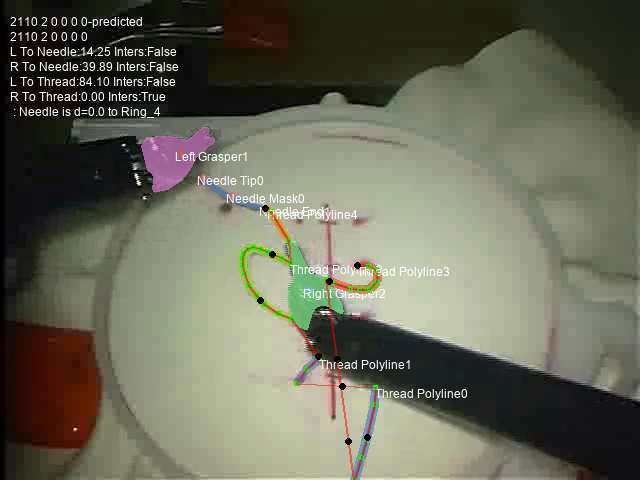 2110 2 0 0 0 0-predicted
2110 2 0 0 0 0
L To Needle:14.25 Inters:False
R To Needle:39.89 Inters:False
L To Thread:84.10 Inters:False
R To Thread:0.00 Inters:True
: Needle is d=0.0 to Ring_4
Left Grasper1
Needle Tip0
Needle Mask0
Needle End1
Thread Polyline4
Thread Poly
Thread Polyline3
Right Grasper2
Thread Polyline1
Thread Polyline0